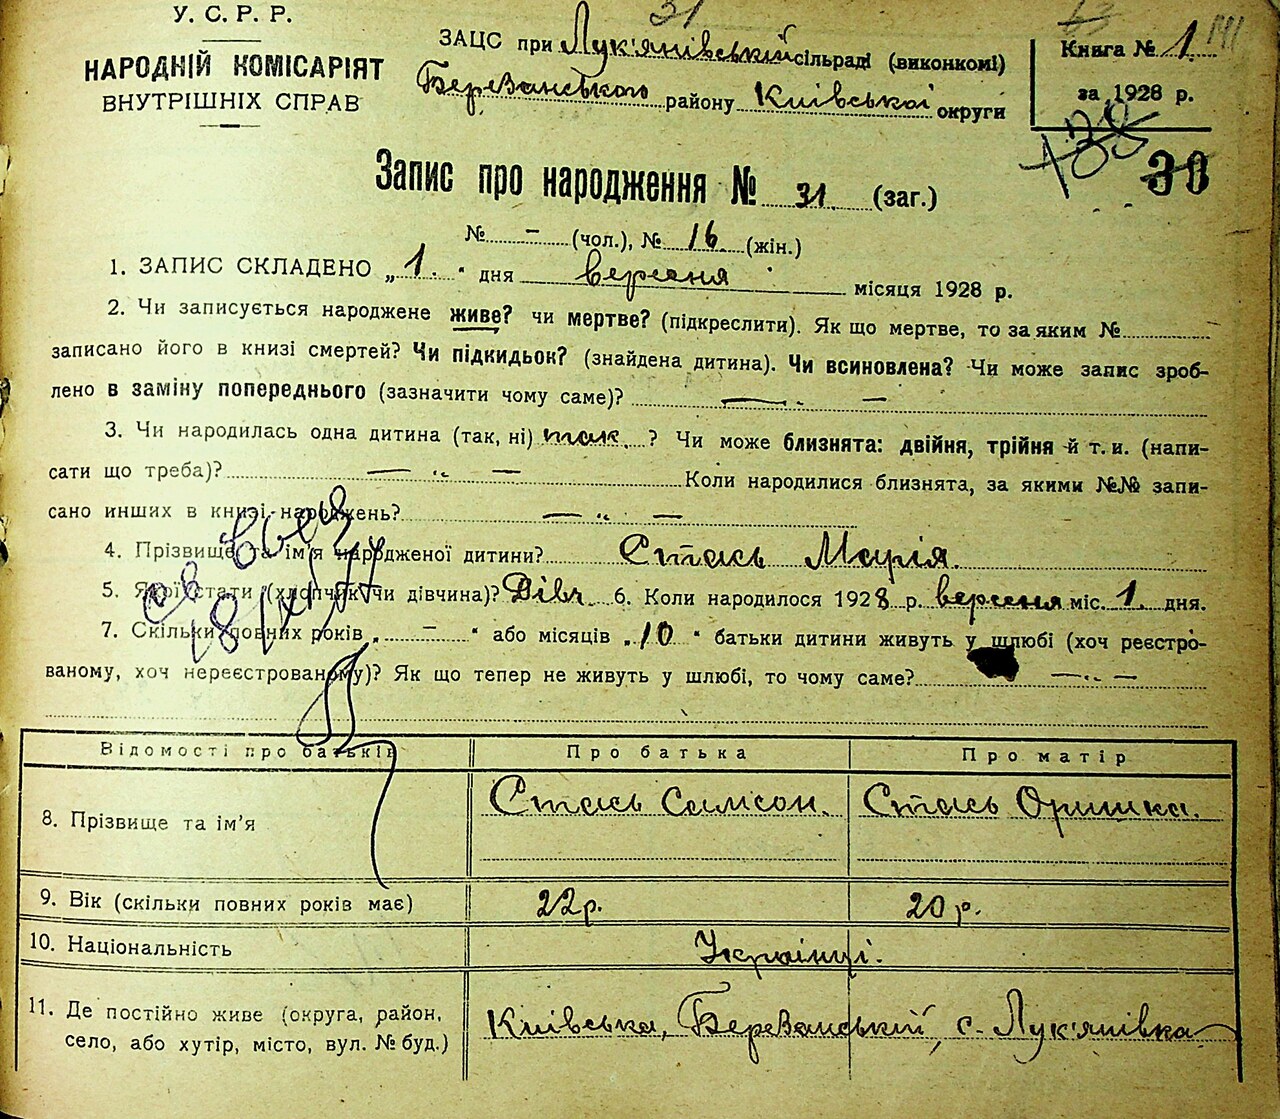 31
У. С. Р. Р.
НАРОДНІЙ КОМІСАРІЯТ
ВНУТРІШНІХ СПРАВ
ЗАЦС при Лук'янівській сільраді (виконкомі)
Березанського району Київської округи
Книга № 1
за 1928 р.
30
Запис про народження № 31. (заг.)
№ – (чол.), № 16 (жін.)
1. ЗАПИС СКЛАДЕНО „1." дня вересня місяця 1928 р.
2. Чи записується народжене живе? чи мертве? (підкреслити). Як що мертве, то за яким №
записано його в книзі смертей? Чи підкидьок? (знайдена дитина). Чи всиновлена? Чи може запис зроб-
лено в заміну попереднього (зазначити чому саме)? — „ —
3. Чи народилась одна дитина (так, ні) так ? Чи може близнята: двійня, трійня й т. и. (напи-
сати що треба)? — „ — Коли народилися близнята, за якими №№ запи-
сано инших в книзі народжень? — „ —
4. Прізвище та ім'я народженої дитини? Стась Марія.
5. Якої стати (хлопчик чи дівчина)? Дівч. 6. Коли народилося 1928 р. вересня міс. 1. дня.
7. Скільки повних років „ – " або місяців „10" батьки дитини живуть у шлюбі (хоч реєстро-
ваному, хоч нереєстрованому)? Як що тепер не живуть у шлюбі, то чому саме? — „ —
Відомості про батьків Про батька Про матір
8. Прізвище та ім'я Стась Самсон. Стась Оришка.
9. Вік (скільки повних років має) 22 р. 20 р.
10. Національність Українці.
11. Де постійно живе (округа, район, Київська, Березанський, с. Лук'янівка
село, або хутір, місто, вул. № буд.)